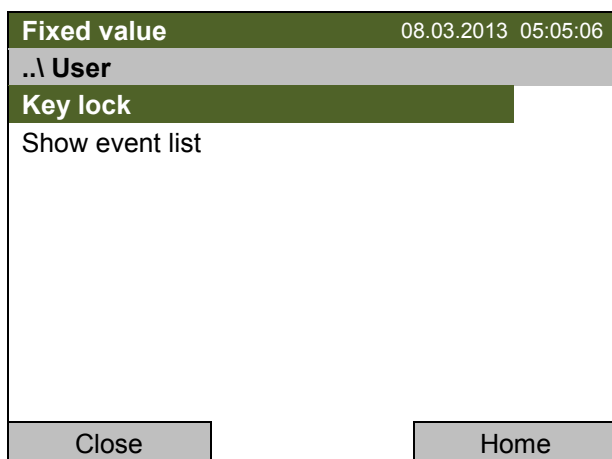 Fixed value 08.03.2013 05:05:06
..\ User
Key lock
Show event list
Close Home